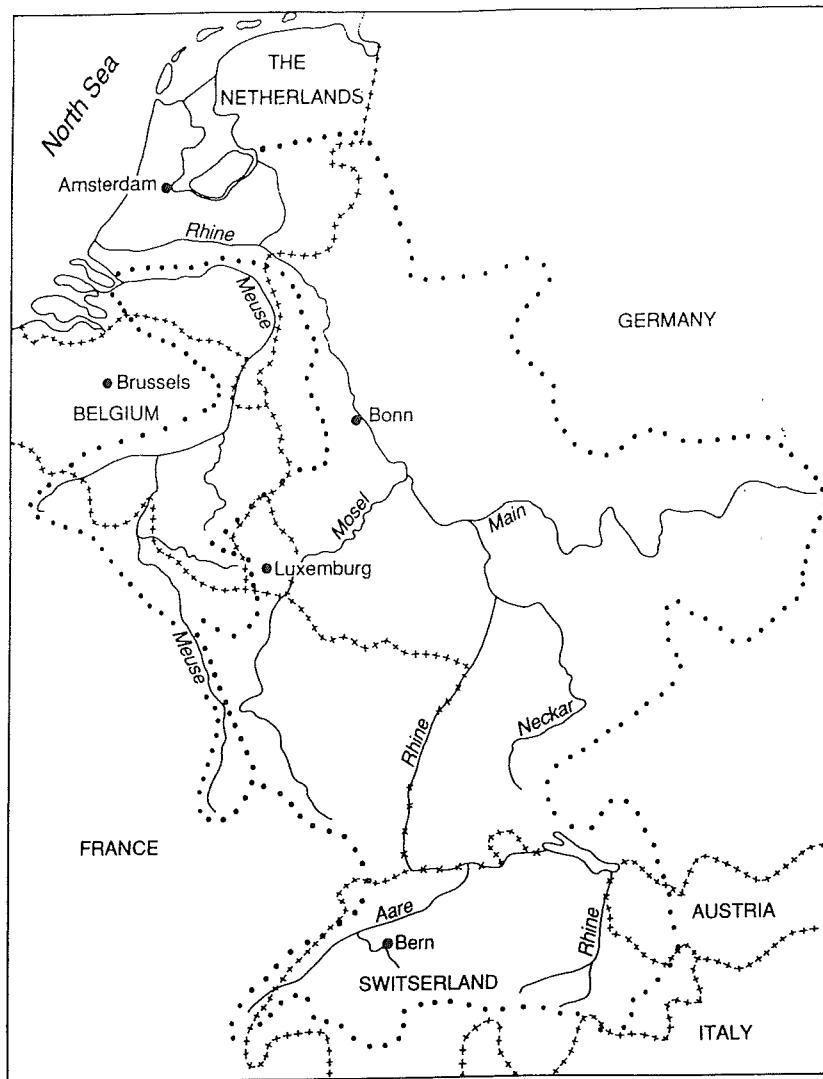 North Sea
THE
NETHERLANDS
Amsterdam
Rhine
Meuse
GERMANY
Brussels
BELGIUM
Bonn
Mosel
Main
Luxemburg
Meuse
Neckar
Rhine
FRANCE
Aare
AUSTRIA
Rhine
Bern
SWITSERLAND
ITALY